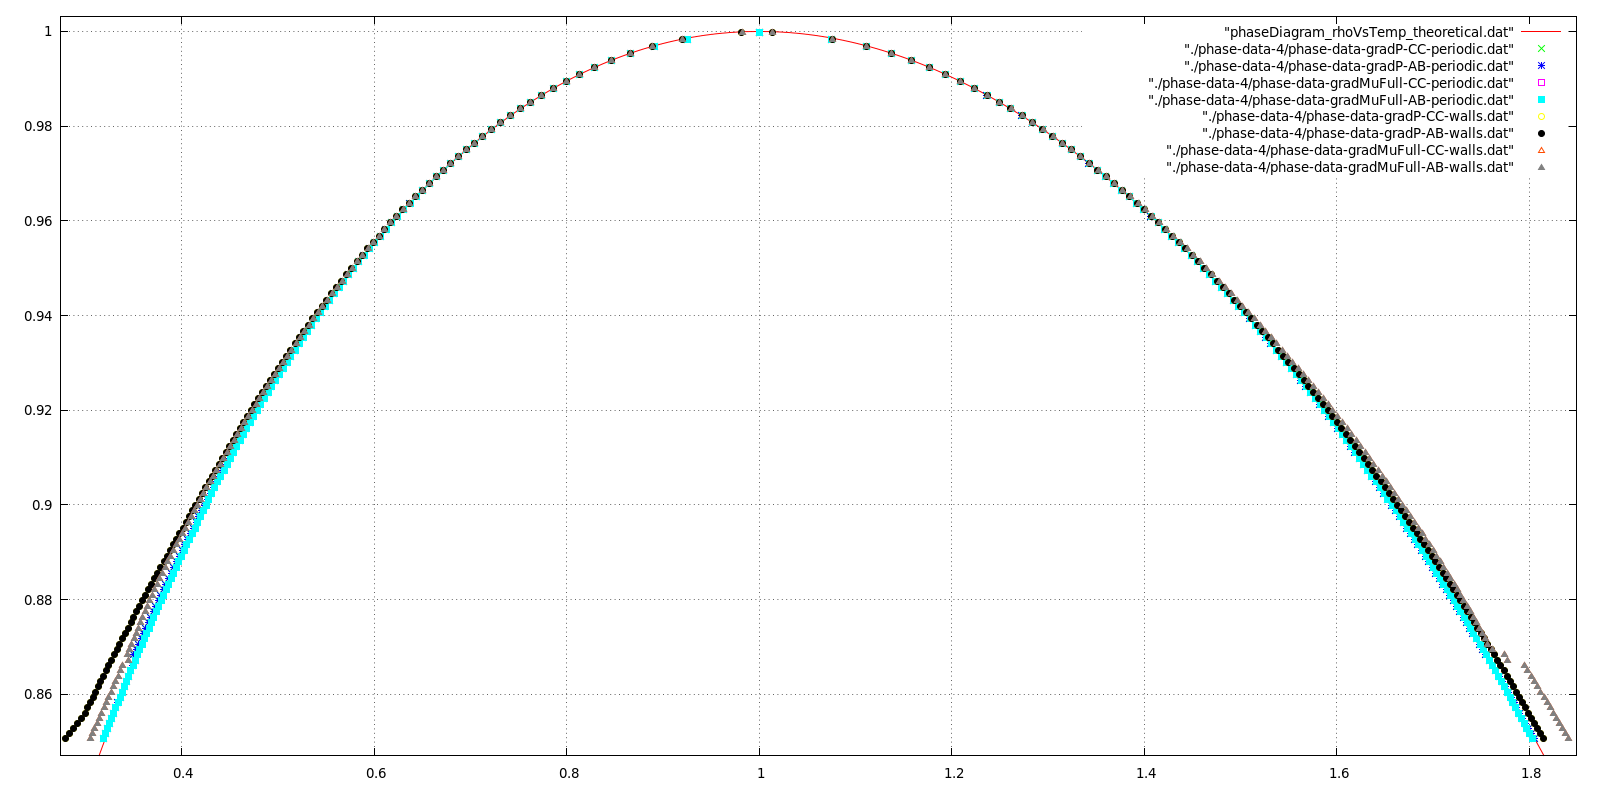 1
0.98
0.96
0.94
0.92
0.9
0.88
0.86
0.4
0.6
0.8
1
1.2
1.4
1.6
1.8
"phaseDiagram_rhoVsTemp_theoretical.dat"
"./phase-data-4/phase-data-gradP-CC-periodic.dat"
"./phase-data-4/phase-data-gradP-AB-periodic.dat"
"./phase-data-4/phase-data-gradMuFull-CC-periodic.dat"
"./phase-data-4/phase-data-gradMuFull-AB-periodic.dat"
"./phase-data-4/phase-data-gradP-CC-walls.dat"
"./phase-data-4/phase-data-gradP-AB-walls.dat"
"./phase-data-4/phase-data-gradMuFull-CC-walls.dat"
"./phase-data-4/phase-data-gradMuFull-AB-walls.dat"